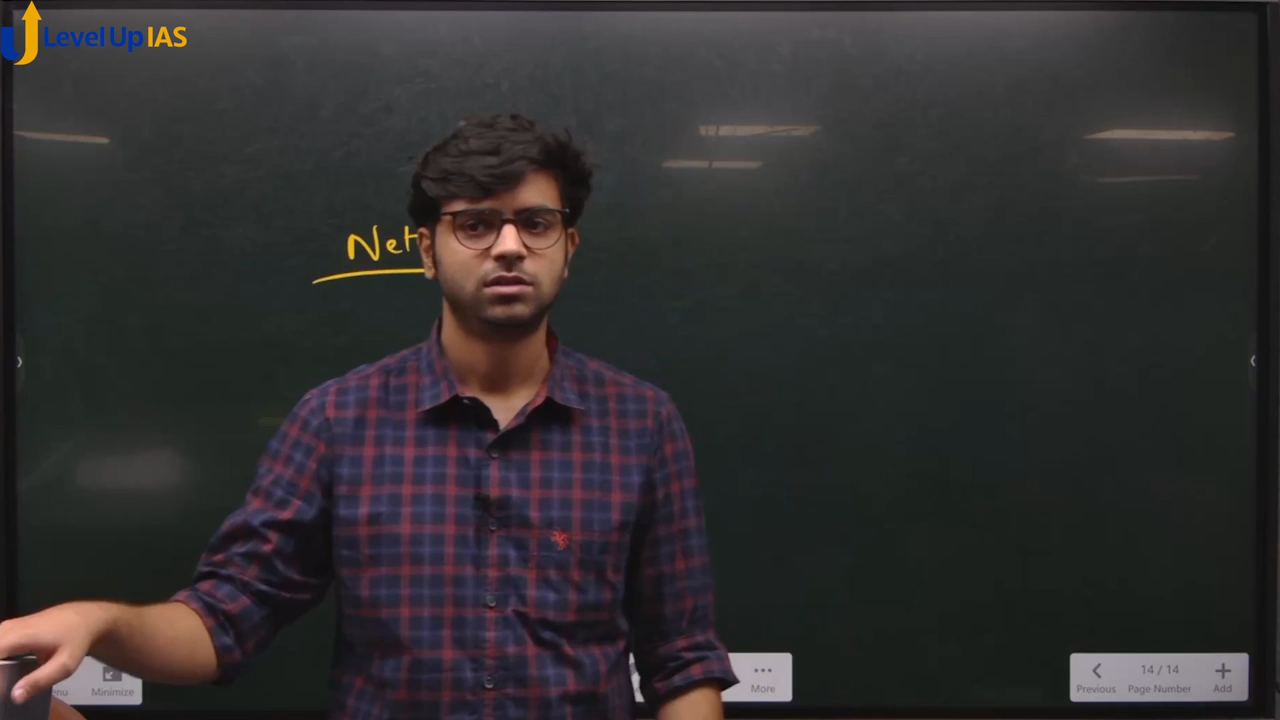 Level Up IAS
Net
Minimize
More
14 / 14
Previous
Page Number
Add